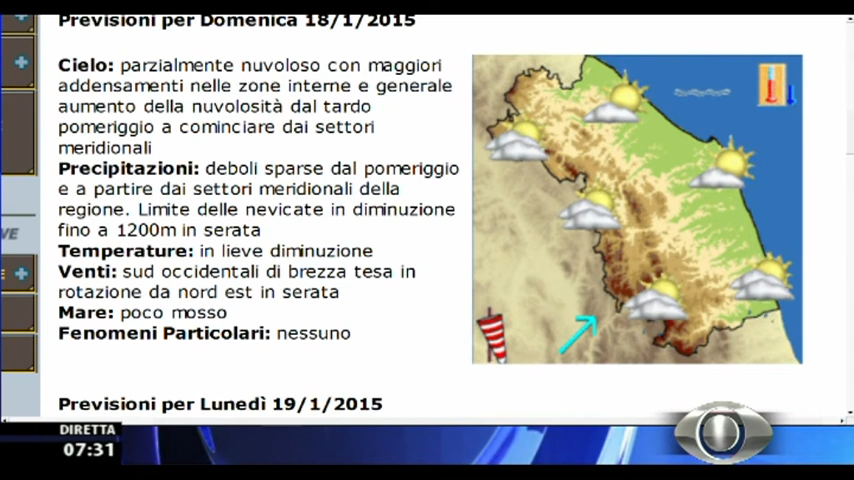 Previsioni per Domenica 18/1/2015
Cielo: parzialmente nuvoloso con maggiori
addensamenti nelle zone interne e generale
aumento della nuvolosità dal tardo
pomeriggio a cominciare dai settori
meridionali
Precipitazioni: deboli sparse dal pomeriggio
e a partire dai settori meridionali della
regione. Limite delle nevicate in diminuzione
fino a 1200m in serata
Temperature: in lieve diminuzione
Venti: sud occidentali di brezza tesa in
rotazione da nord est in serata
Mare: poco mosso
Fenomeni Particolari: nessuno
Previsioni per Lunedì 19/1/2015
DIRETTA
07:31